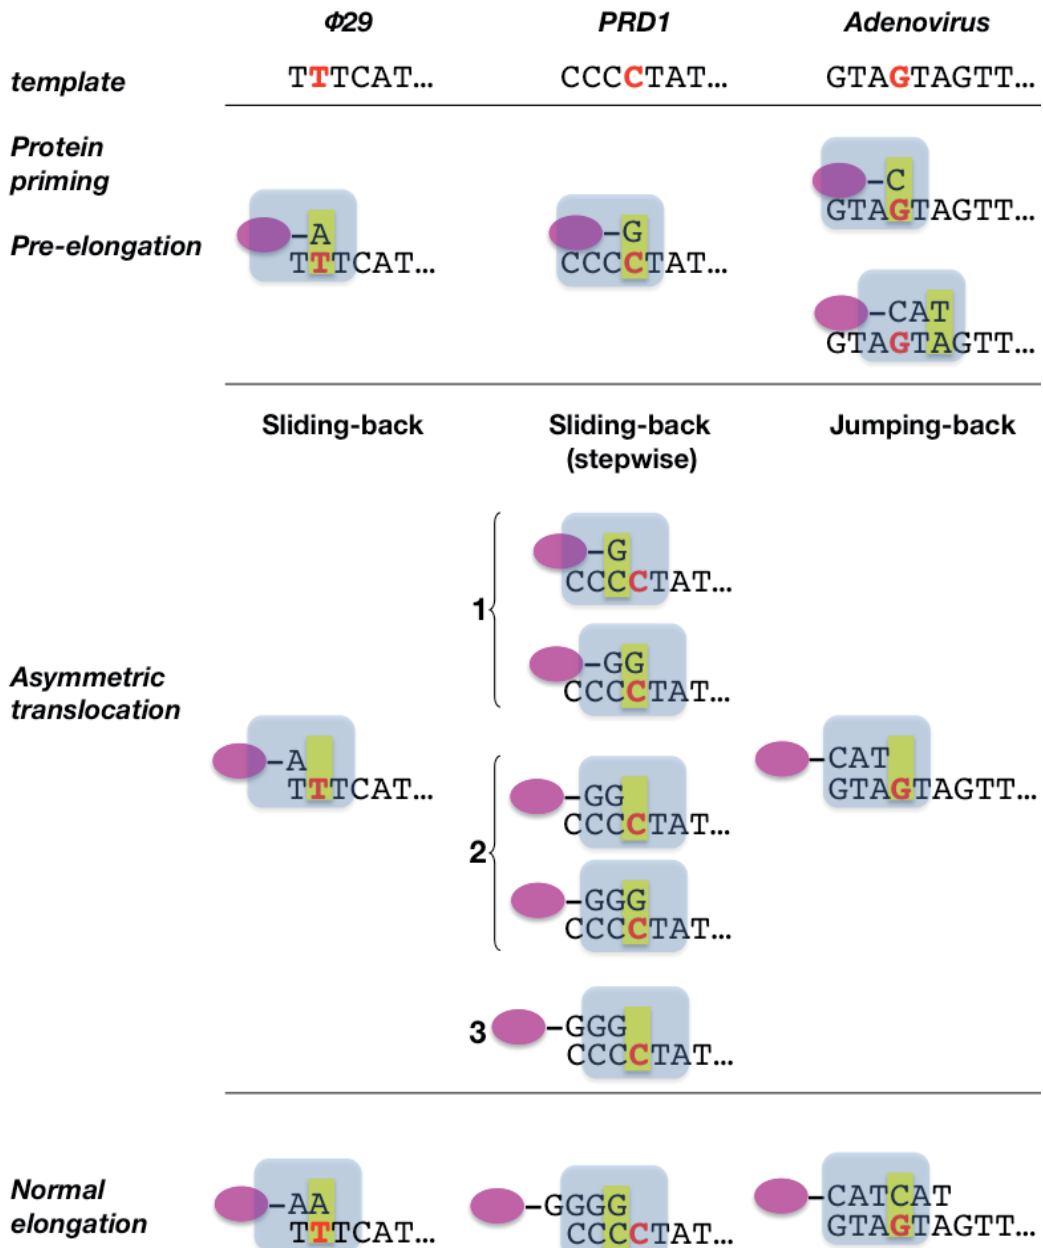 Φ29 PRD1 Adenovirus
template TTTCAT... CCCCTAT... GTAGTAGTT...
Protein
priming
C
GTAGTAGTT...
Pre-elongation
A G
TTTCAT... CCCCTAT...
CAT
GTAGTAGTT...
Sliding-back Sliding-back Jumping-back
(stepwise)
G
1 CCCCTAT...
GG
CCCCTAT...
Asymmetric
translocation
A CAT
TTTCAT... GTAGTAGTT...
GG
CCCCTAT...
2
GGG
CCCCTAT...
3 GGG
CCCCTAT...
Normal
elongation
AA GGGG CATCAT
TTTCAT... CCCCTAT... GTAGTAGTT...